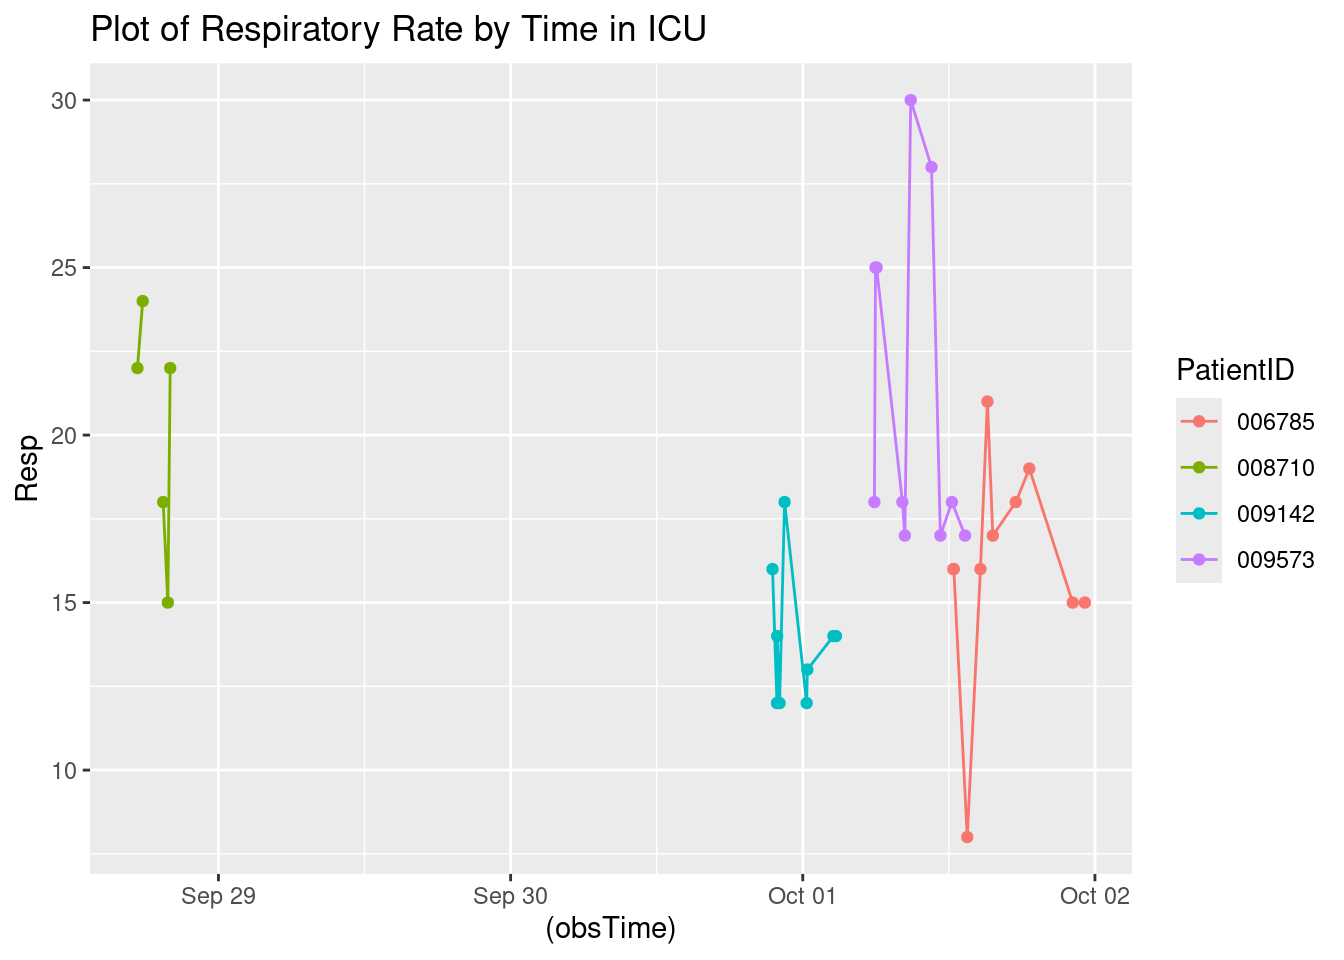 Plot of Respiratory Rate by Time in ICU
30
25
20
15
10
Resp
Sep 29
Sep 30
Oct 01
Oct 02
(obsTime)
PatientID
006785
008710
009142
009573